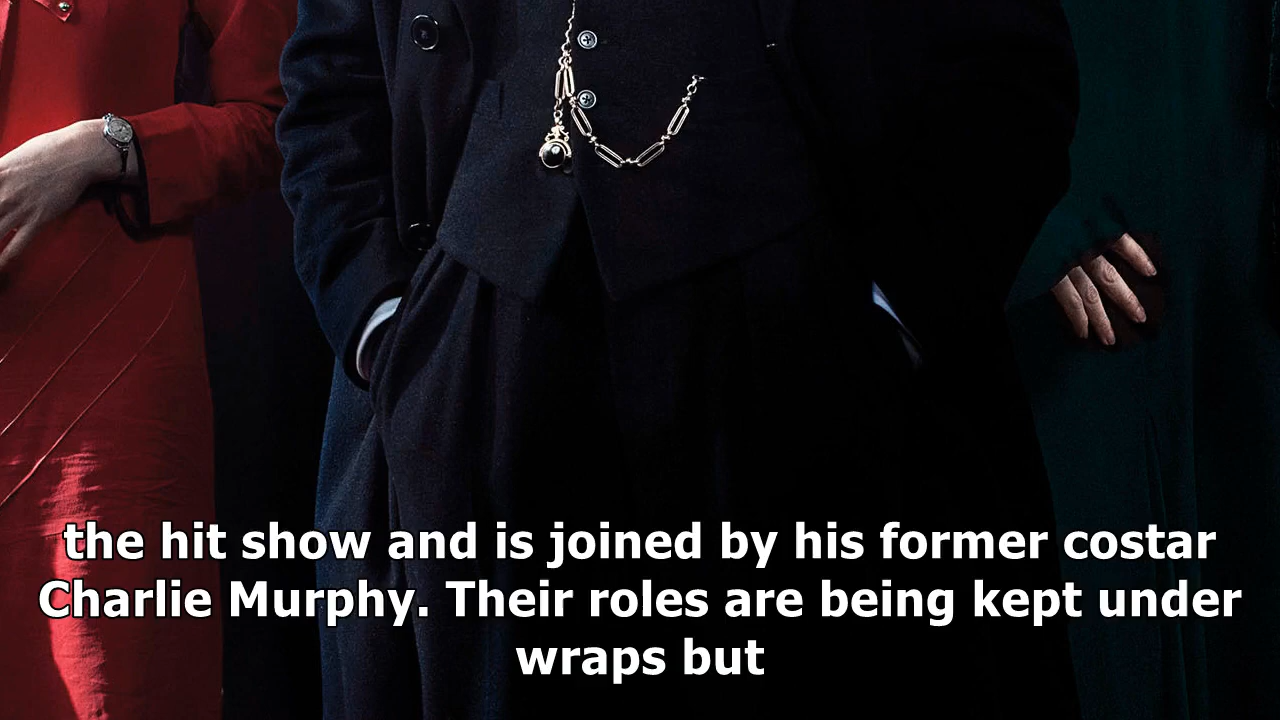 the hit show and is joined by his former costar
Charlie Murphy. Their roles are being kept under
wraps but